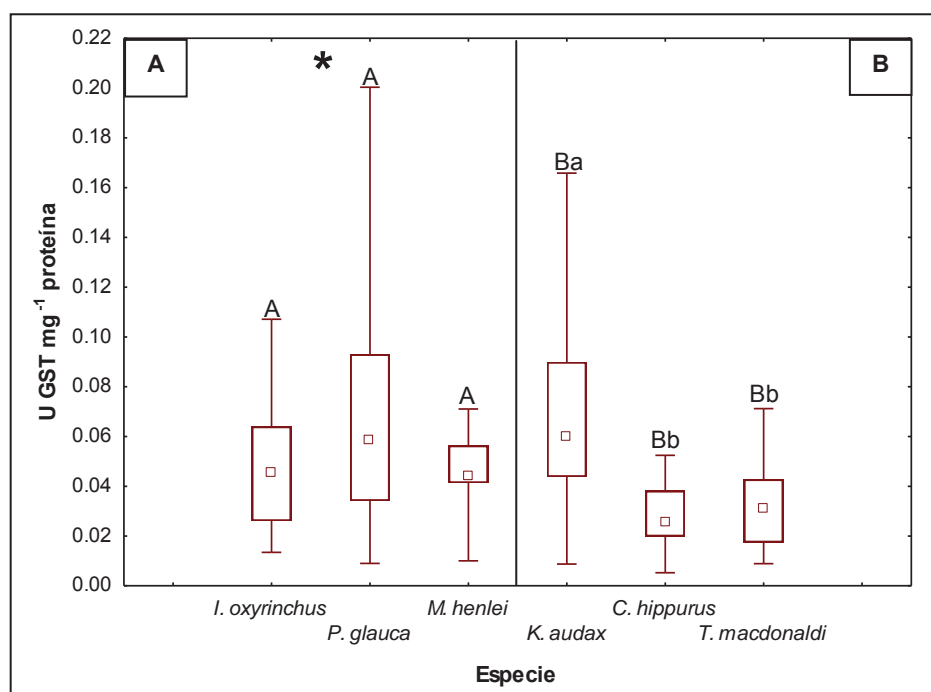 A
B
*
A
A
A
Ba
Bb
Bb
U GST mg⁻¹ proteína
0.22
0.20
0.18
0.16
0.14
0.12
0.10
0.08
0.06
0.04
0.02
0.00
I. oxyrinchus
P. glauca
M. henlei
K. audax
C. hippurus
T. macdonaldi
Especie